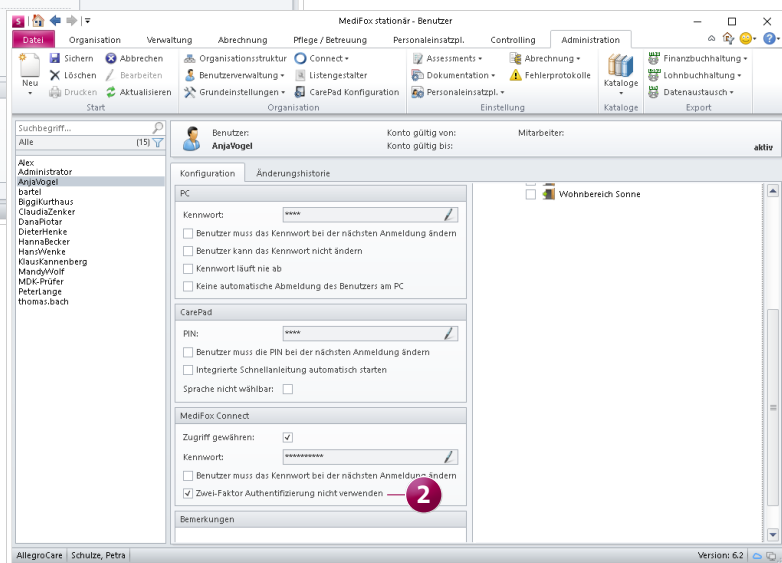 MediFox stationär - Benutzer
Datei Organisation Verwaltung Abrechnung Pflege / Betreuung Personaleinsatzpl. Controlling Administration
Neu
Sichern Abbrechen
Löschen Bearbeiten
Drucken Aktualisieren
Start
Organisationsstruktur Connect
Benutzerverwaltung Listengestalter
Grundeinstellungen CarePad Konfiguration
Organisation
Assessments Abrechnung
Dokumentation Fehlerprotokolle
Personaleinsatzpl.
Einstellung
Kataloge
Kataloge
Finanzbuchhaltung
Lohnbuchhaltung
Datenaustausch
Export
Suchbegriff...
Alle (15)
Alex
Administrator
AnjaVogel
bartel
BiggiKurthaus
ClaudiaZenker
DanaPiotar
DieterHenke
HannaBecker
HansWenke
KlausKannenberg
MandyWolf
MDK-Prüfer
PeterLange
thomas.bach
Benutzer: Konto gültig von: Mitarbeiter:
AnjaVogel Konto gültig bis: aktiv
Konfiguration Änderungshistorie
PC
Kennwort: ****
Benutzer muss das Kennwort bei der nächsten Anmeldung ändern
Benutzer kann das Kennwort nicht ändern
Kennwort läuft nie ab
Keine automatische Abmeldung des Benutzers am PC
CarePad
PIN: ****
Benutzer muss die PIN bei der nächsten Anmeldung ändern
Integrierte Schnellanleitung automatisch starten
Sprache nicht wählbar:
MediFox Connect
Zugriff gewähren:
Kennwort: **********
Benutzer muss das Kennwort bei der nächsten Anmeldung ändern
Zwei-Faktor Authentifizierung nicht verwenden
2
Bemerkungen
Wohnbereich Sonne
AllegroCare Schulze, Petra Version: 6.2